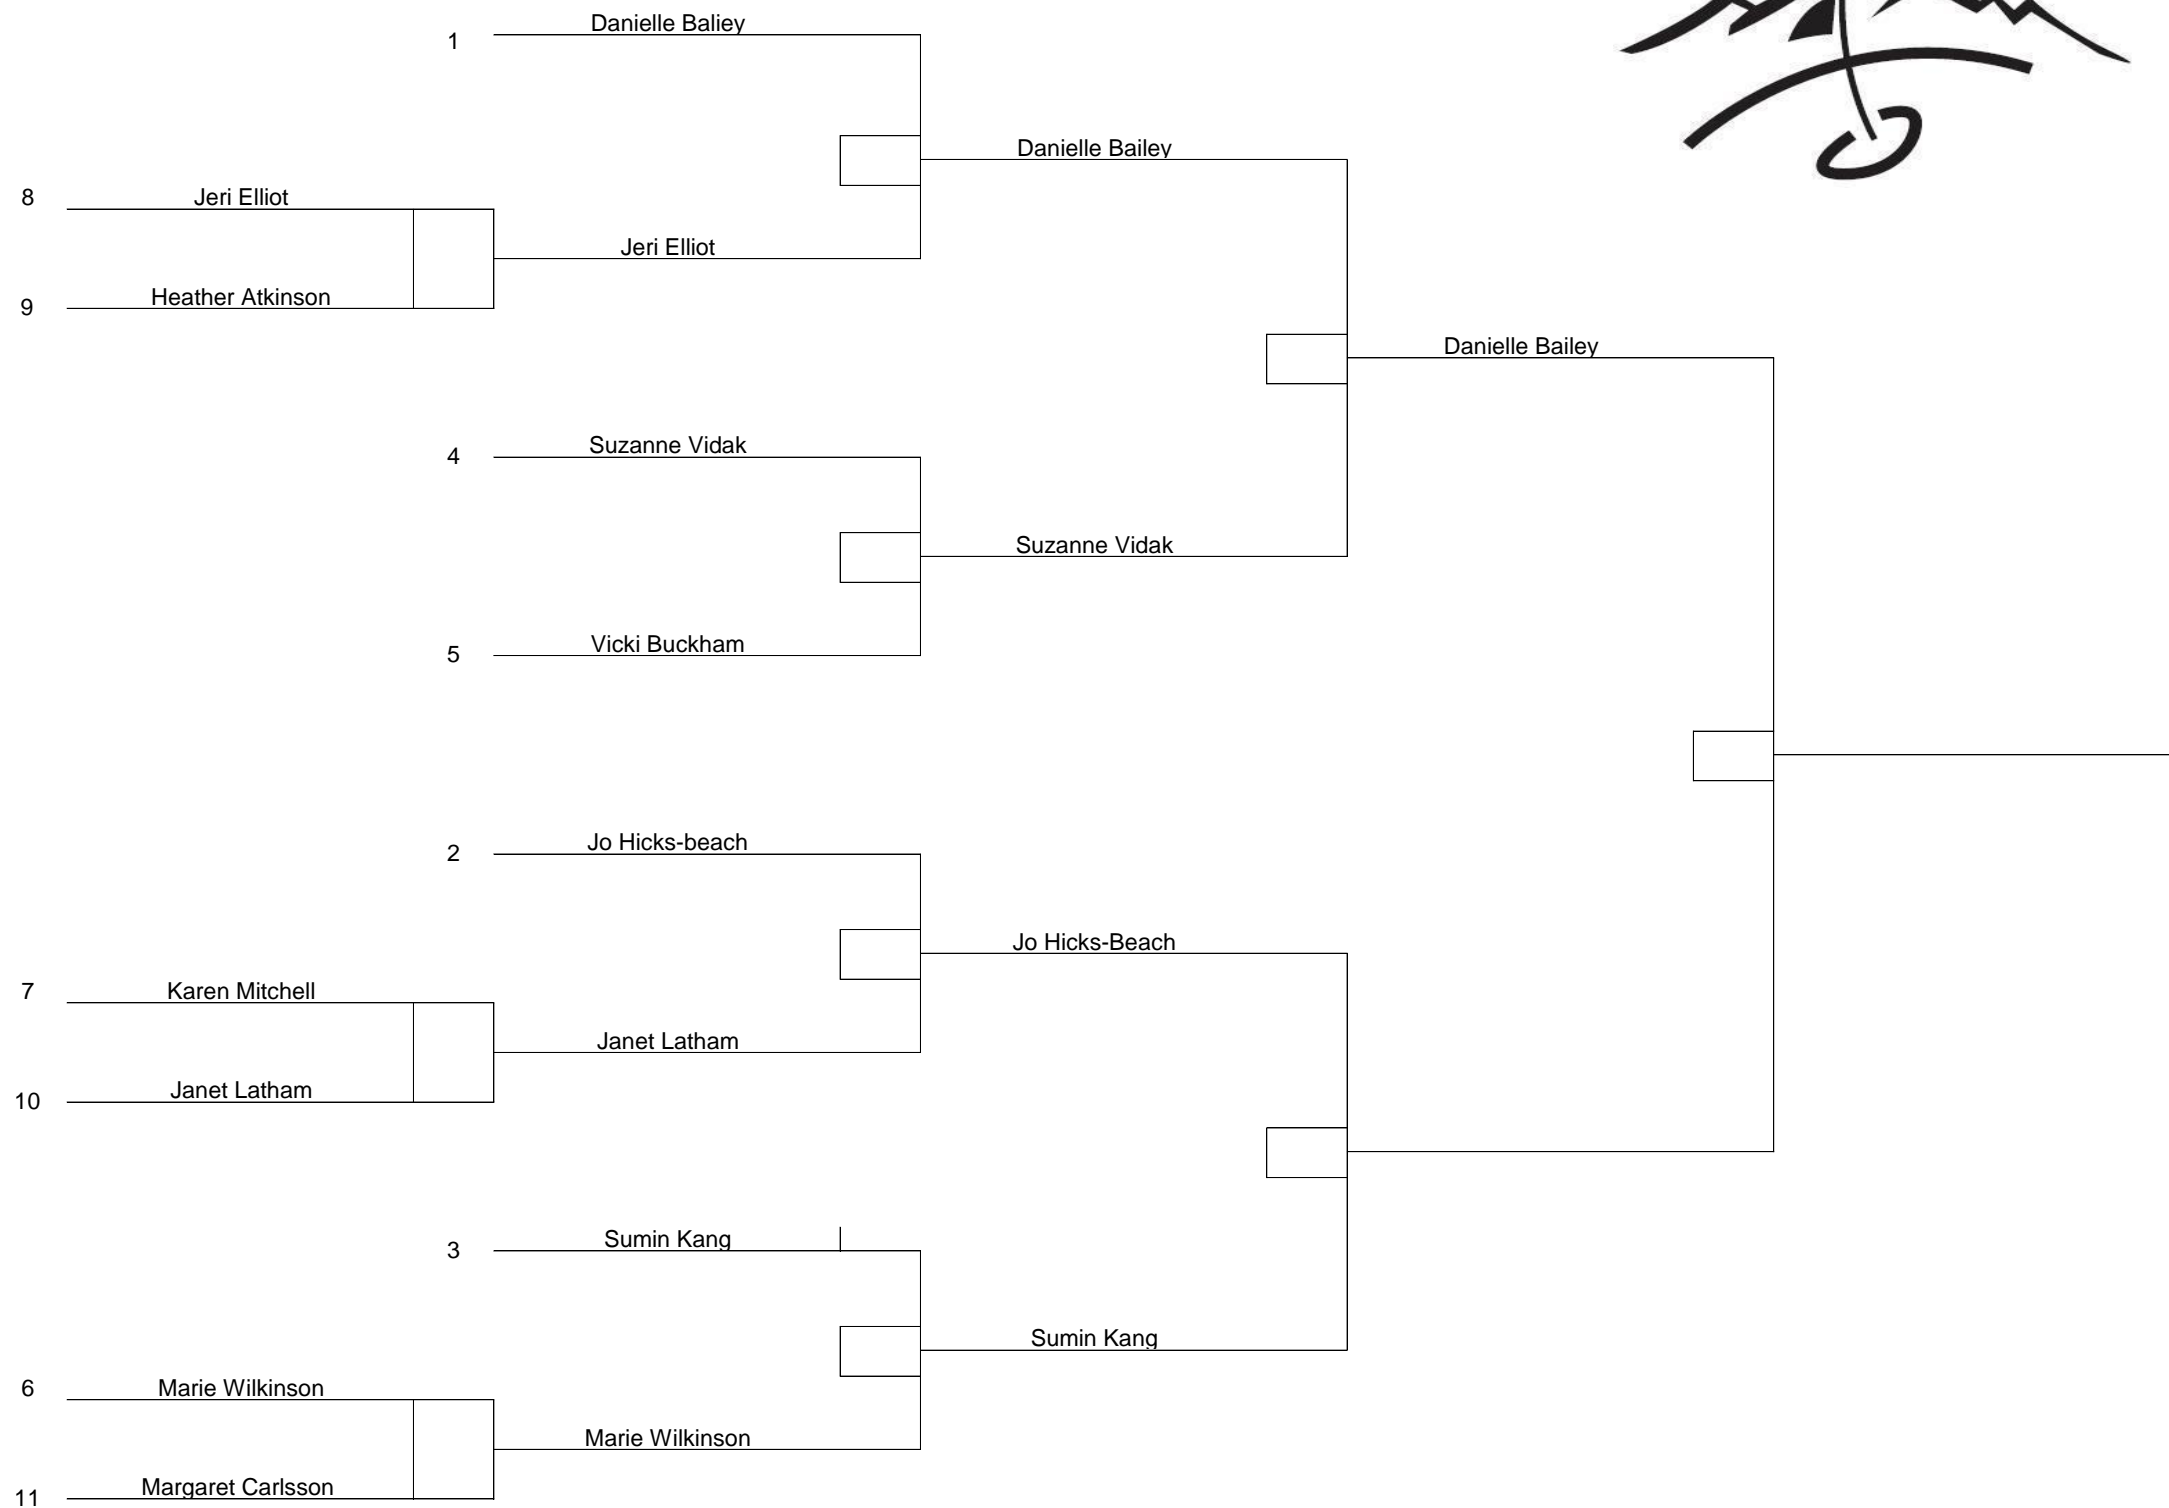 Danielle Baliey
1
Danielle Bailey
8
Jeri Elliot
Jeri Elliot
Heather Atkinson
9
Danielle Bailey
4
Suzanne Vidak
Suzanne Vidak
5
Vicki Buckham
2
Jo Hicks-beach
Jo Hicks-Beach
7
Karen Mitchell
Janet Latham
10
Janet Latham
3
Sumin Kang
Sumin Kang
6
Marie Wilkinson
Marie Wilkinson
11
Margaret Carlsson